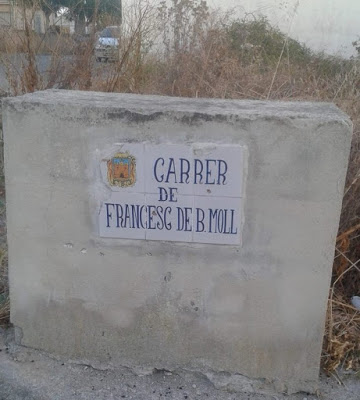 CARRER
DE
FRANCESC DE B. MOLL